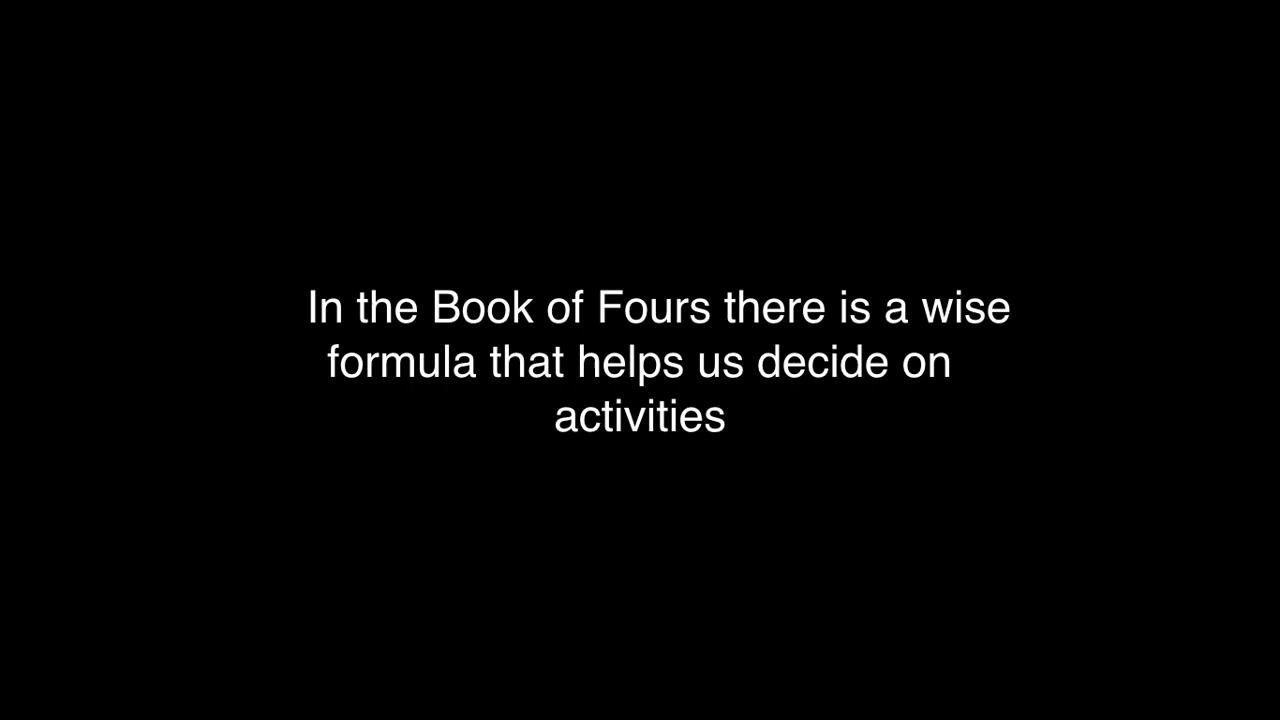 In the Book of Fours there is a wise
formula that helps us decide on
activities